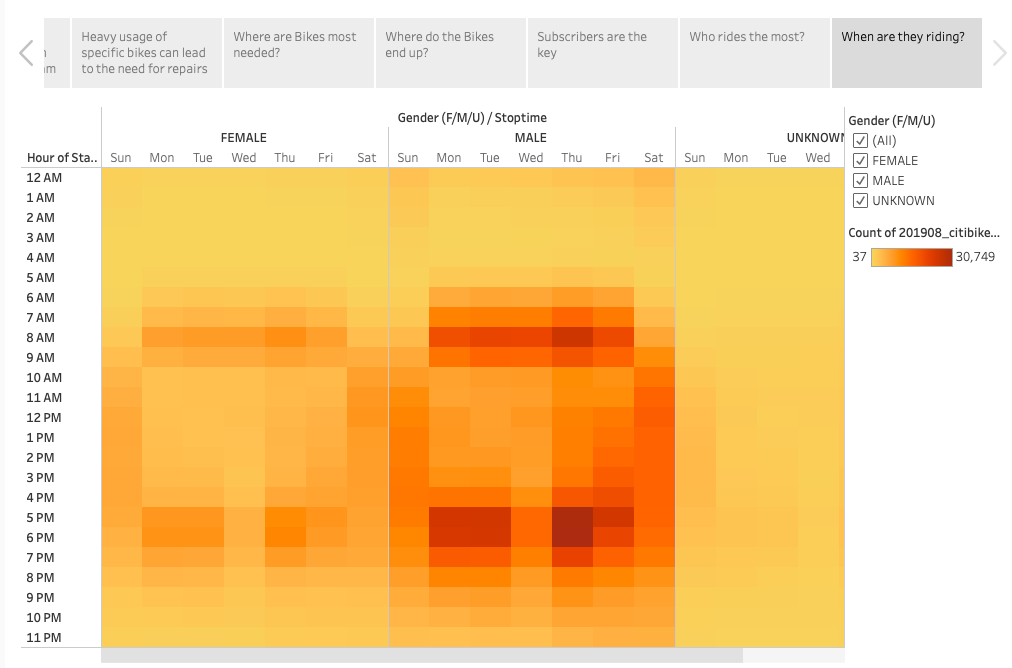 Heavy usage of
specific bikes can lead
to the need for repairs
Where are Bikes most
needed?
Where do the Bikes
end up?
Subscribers are the
key
Who rides the most?
When are they riding?
Gender (F/M/U) / Stoptime
FEMALE MALE UNKNOWN
Hour of Sta.. Sun Mon Tue Wed Thu Fri Sat Sun Mon Tue Wed Thu Fri Sat Sun Mon Tue Wed
12 AM
1 AM
2 AM
3 AM
4 AM
5 AM
6 AM
7 AM
8 AM
9 AM
10 AM
11 AM
12 PM
1 PM
2 PM
3 PM
4 PM
5 PM
6 PM
7 PM
8 PM
9 PM
10 PM
11 PM
Gender (F/M/U)
(All)
FEMALE
MALE
UNKNOWN
Count of 201908_citibike...
37 30,749